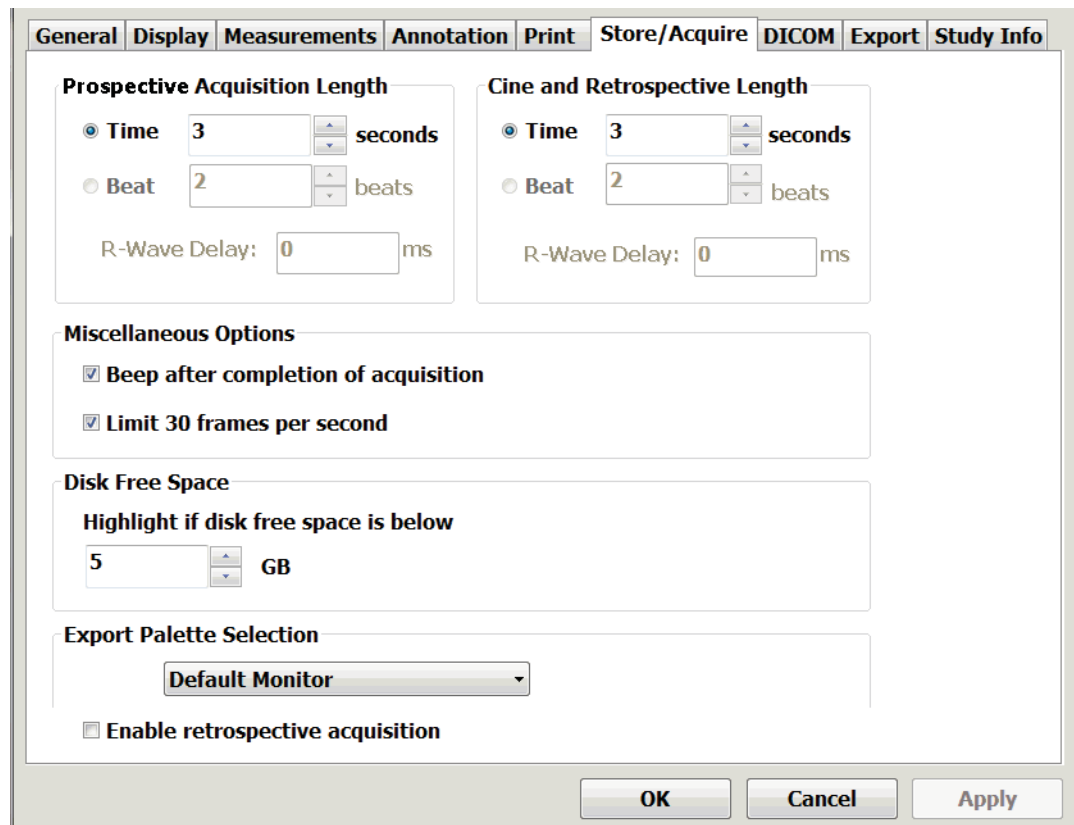 General Display Measurements Annotation Print Store/Acquire DICOM Export Study Info
Prospective Acquisition Length
Time 3 seconds
Beat 2 beats
R-Wave Delay: 0 ms
Cine and Retrospective Length
Time 3 seconds
Beat 2 beats
R-Wave Delay: 0 ms
Miscellaneous Options
Beep after completion of acquisition
Limit 30 frames per second
Disk Free Space
Highlight if disk free space is below
5 GB
Export Palette Selection
Default Monitor
Enable retrospective acquisition
OK Cancel Apply